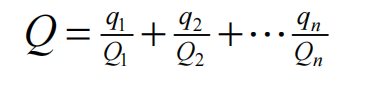 Q = q₁/Q₁ + q₂/Q₂ + ⋯ qₙ/Qₙ